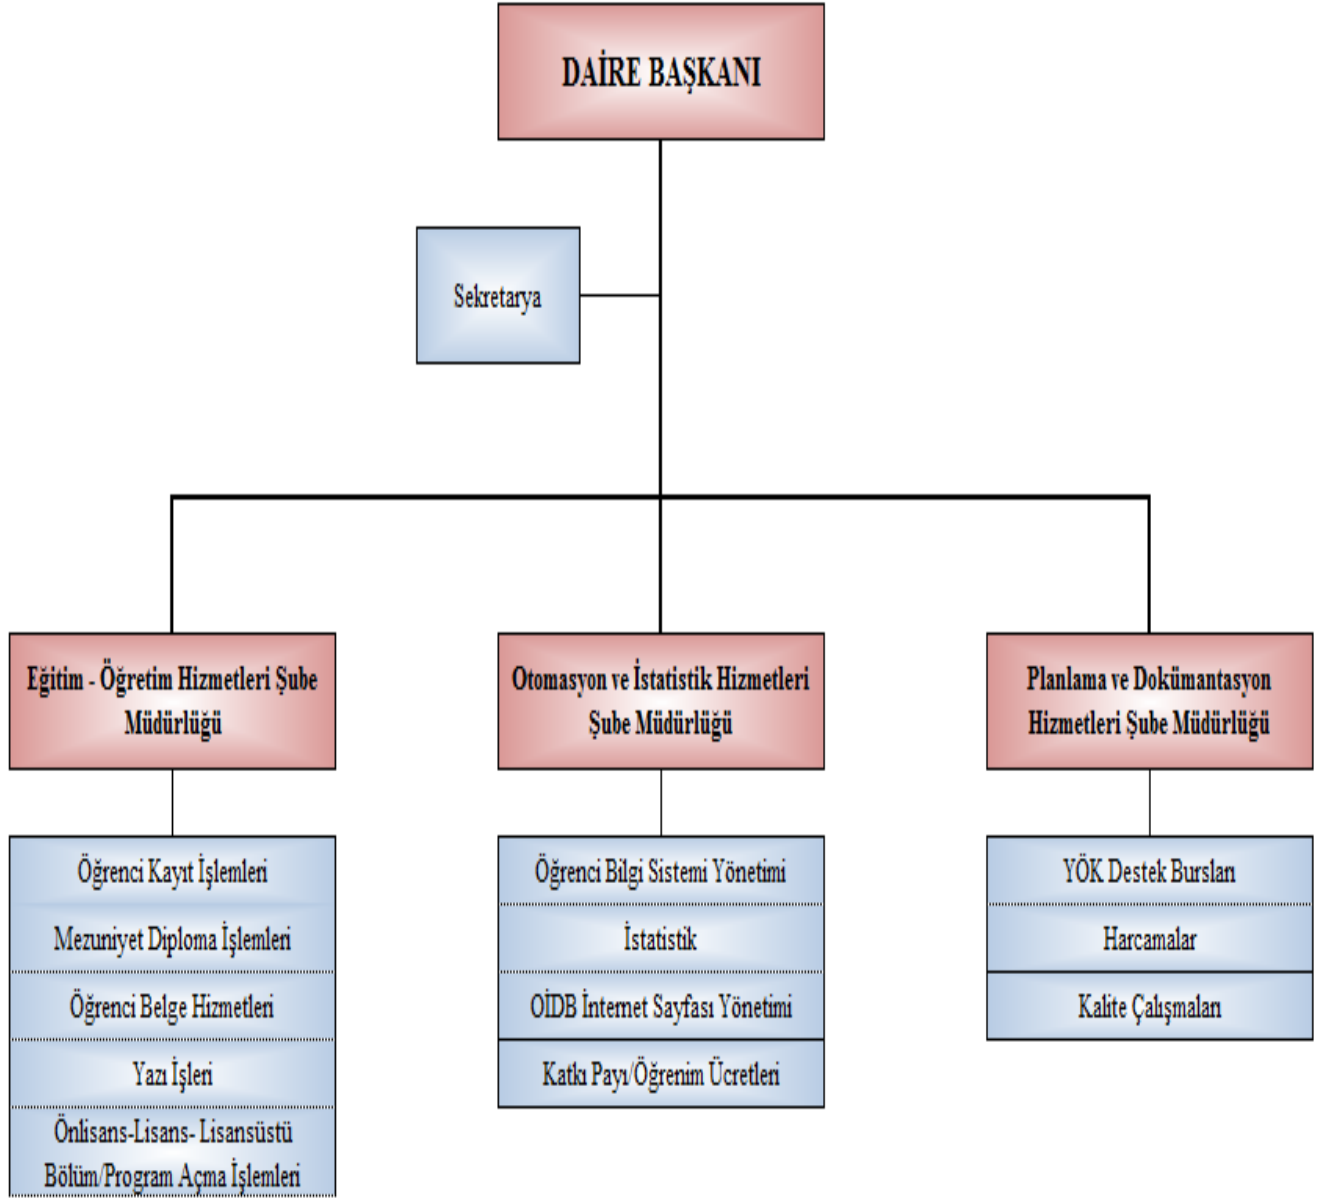 DAİRE BAŞKANI
Sekretarya
Eğitim - Öğretim Hizmetleri Şube
Müdürlüğü
Öğrenci Kayıt İşlemleri
Mezuniyet Diploma İşlemleri
Öğrenci Belge Hizmetleri
Yazı İşleri
Önlisans-Lisans- Lisansüstü
Bölüm/Program Açma İşlemleri
Otomasyon ve İstatistik Hizmetleri
Şube Müdürlüğü
Öğrenci Bilgi Sistemi Yönetimi
İstatistik
OİDB İnternet Sayfası Yönetimi
Katkı Payı/Öğrenim Ücretleri
Planlama ve Dokümantasyon
Hizmetleri Şube Müdürlüğü
YÖK Destek Bursları
Harcamalar
Kalite Çalışmaları